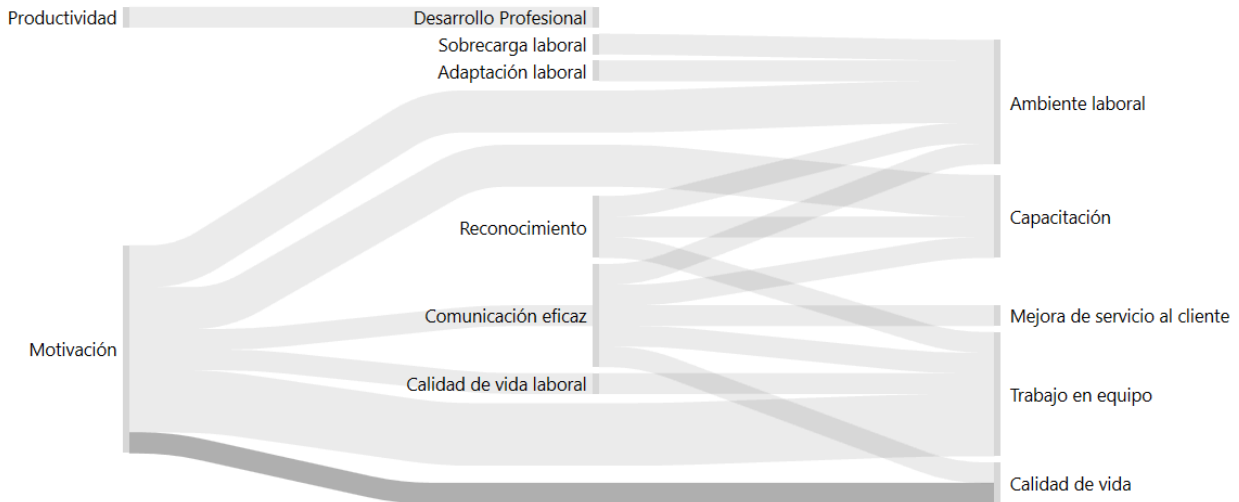 Productividad
Desarrollo Profesional
Sobrecarga laboral
Adaptación laboral
Ambiente laboral
Capacitación
Reconocimiento
Comunicación eficaz
Mejora de servicio al cliente
Motivación
Calidad de vida laboral
Trabajo en equipo
Calidad de vida